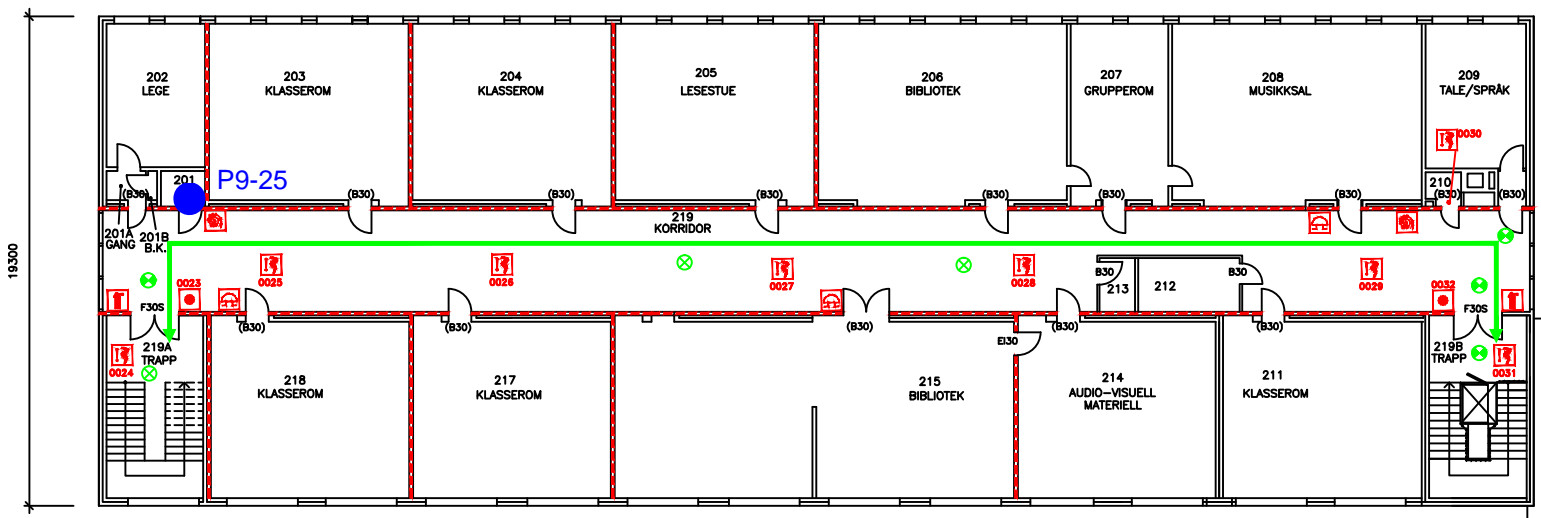 202
LEGE
203
KLASSEROM
204
KLASSEROM
205
LESESTUE
206
BIBLIOTEK
207
GRUPPEROM
208
MUSIKKSAL
209
TALE/SPRÅK
0030
201
P9-25
210
(B30)
(B30)
(B30)
(B30)
(B30)
(B30)
(B30)
(B30)
(B30)
201A
GANG
201B
B.K.
219
KORRIDOR
19300
0023
0025
0026
0027
0028
B30
213
212
B30
0029
0032
F30S
F30S
(B30)
(B30)
(B30)
(B30)
(B30)
219A
TRAPP
0024
EI30
219B
TRAPP
0031
218
KLASSEROM
217
KLASSEROM
215
BIBLIOTEK
214
AUDIO-VISUELL
MATERIELL
211
KLASSEROM